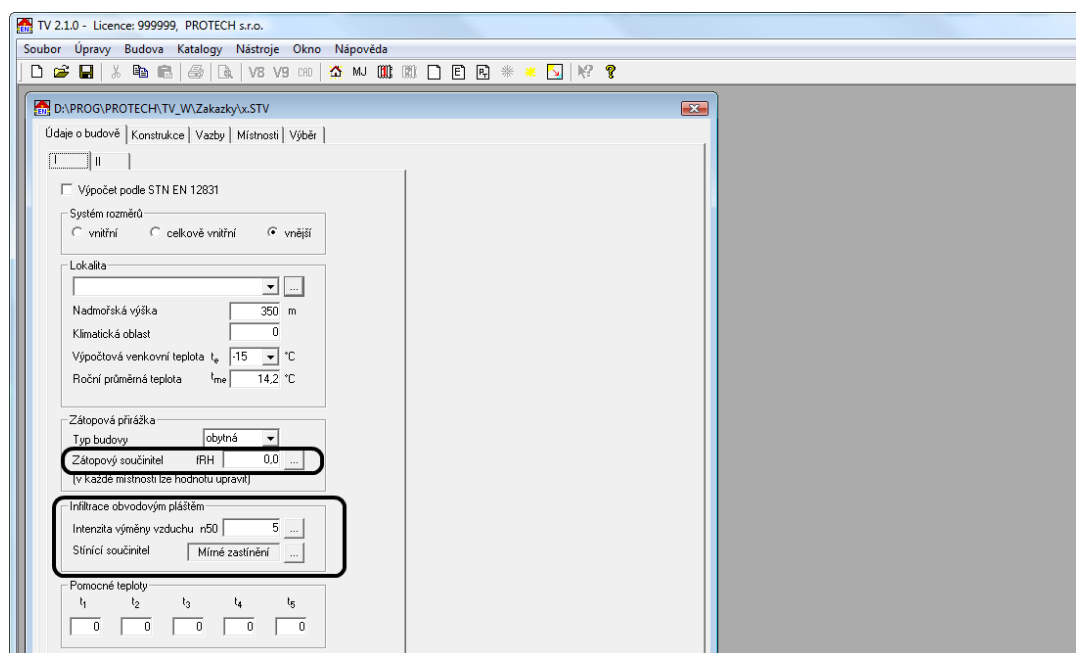 TV 2.1.0 - Licence: 999999, PROTECH s.r.o.
Soubor Úpravy Budova Katalogy Nástroje Okno Nápověda
V8 V9 CAD MJ E
D:\PROG\PROTECH\TV_W\Zakazky\x.STV
Údaje o budově Konstrukce Vazby Místnosti Výběr
I II
Výpočet podle STN EN 12831
Systém rozměrů
vnitřní celkově vnitřní vnější
Lokalita
...
Nadmořská výška 350 m
Klimatická oblast 0
Výpočtová venkovní teplota te -15 °C
Roční průměrná teplota tme 14,2 °C
Zátopová přirážka
Typ budovy obytná
Zátopový součinitel fRH 0,0 ...
(v každé místnosti lze hodnotu upravit)
Infiltrace obvodovým pláštěm
Intenzita výměny vzduchu n50 5 ...
Stínící součinitel Mírné zastínění ...
Pomocné teploty
t1 t2 t3 t4 t5
0 0 0 0 0